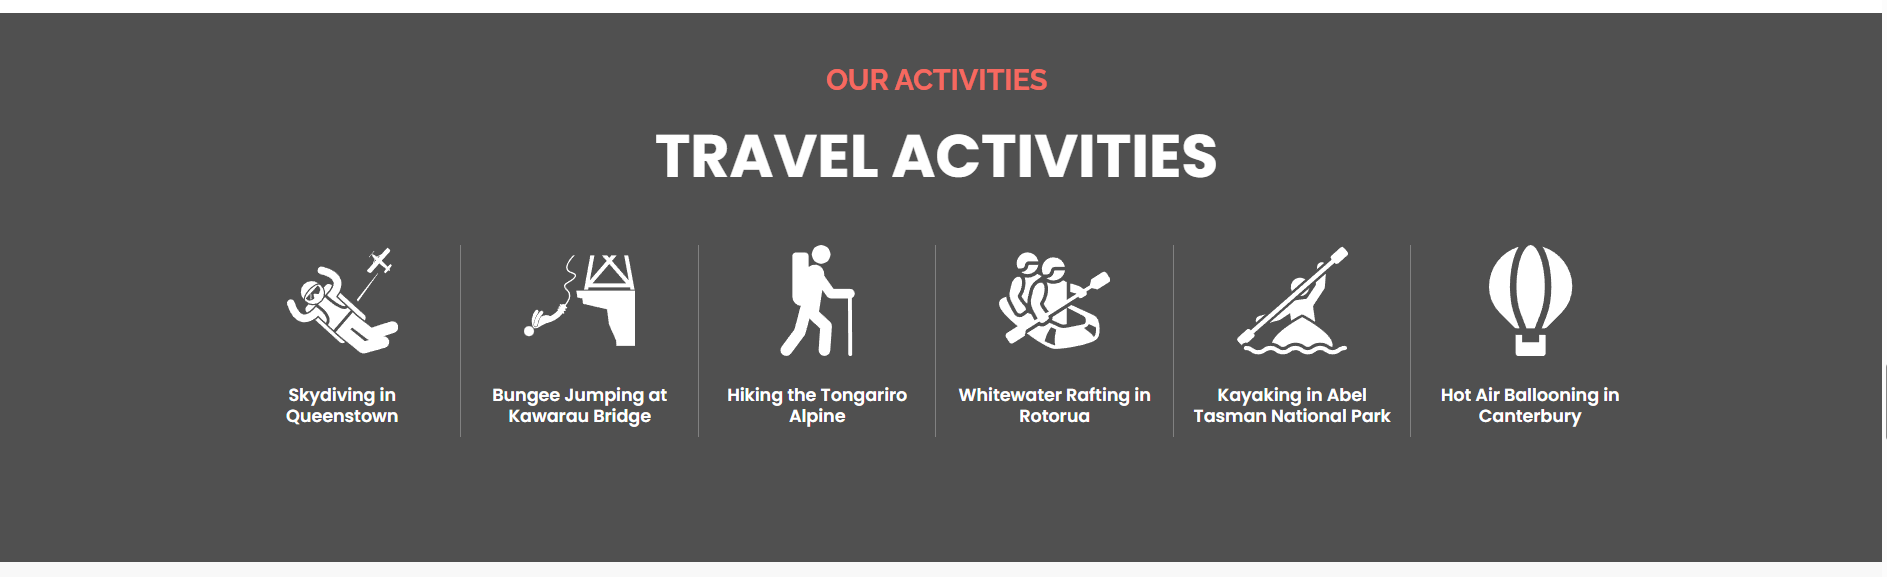 OUR ACTIVITIES
TRAVEL ACTIVITIES
Skydiving in
Queenstown
Bungee Jumping at
Kawarau Bridge
Hiking the Tongariro
Alpine
Whitewater Rafting in
Rotorua
Kayaking in Abel
Tasman National Park
Hot Air Ballooning in
Canterbury